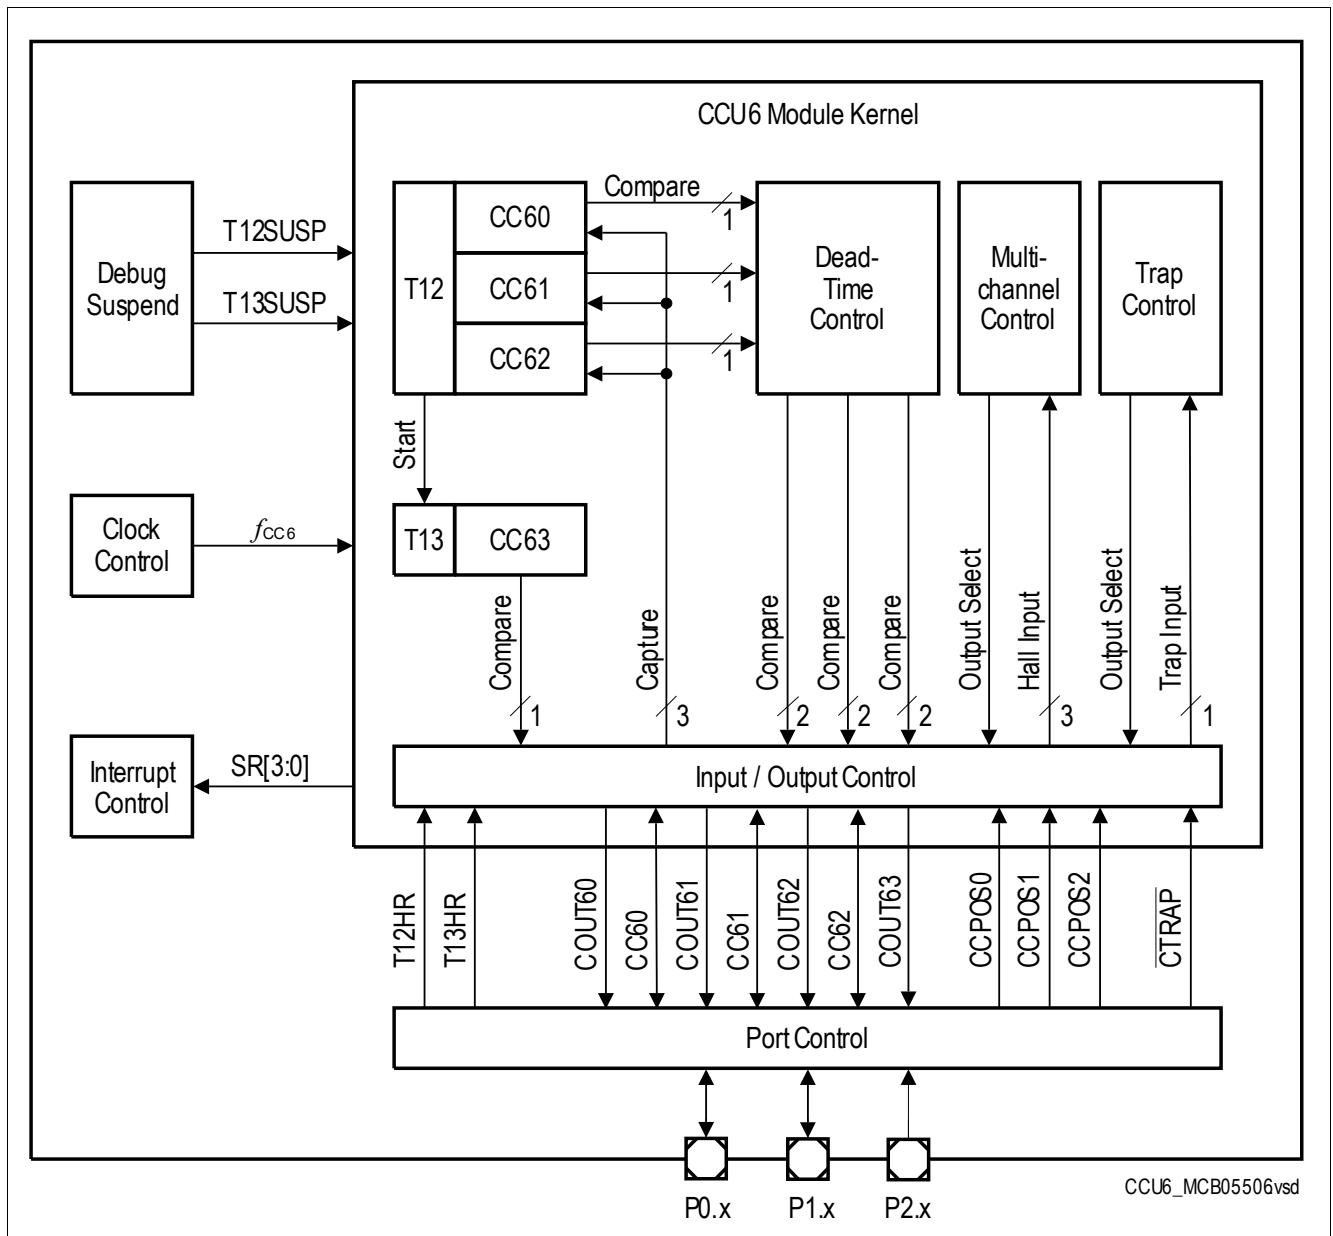 CCU6 Module Kernel
Debug
Suspend
T12SUSP
T13SUSP
T12
CC60
CC61
CC62
Compare
1
1
1
Dead-
Time
Control
Multi-
channel
Control
Trap
Control
Start
T13
CC63
Clock
Control
fCC6
Compare
1
Capture
3
Compare
2
Compare
2
Compare
2
Output Select
Hall Input
3
Output Select
Trap Input
1
Interrupt
Control
SR[3:0]
Input / Output Control
T12HR
T13HR
COUT60
CC60
COUT61
CC61
COUT62
CC62
COUT63
CCPOS0
CCPOS1
CCPOS2
CTRAP
Port Control
P0.x
P1.x
P2.x
CCU6_MCB05506.vsd